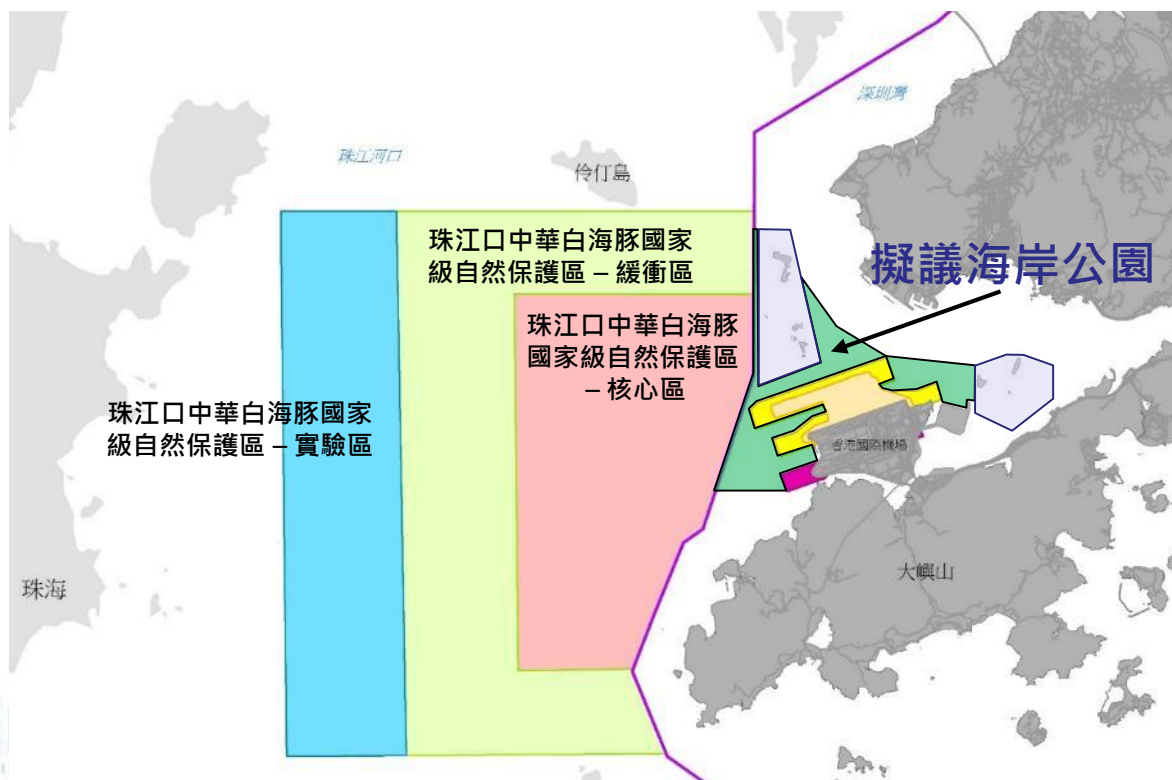 深圳灣
珠江河口
伶仃島
珠江口中華白海豚國家
級自然保護區 – 緩衝區
擬議海岸公園
珠江口中華白海豚
國家級自然保護區
– 核心區
珠江口中華白海豚國家
級自然保護區 – 實驗區
香港國際機場
大嶼山
珠海